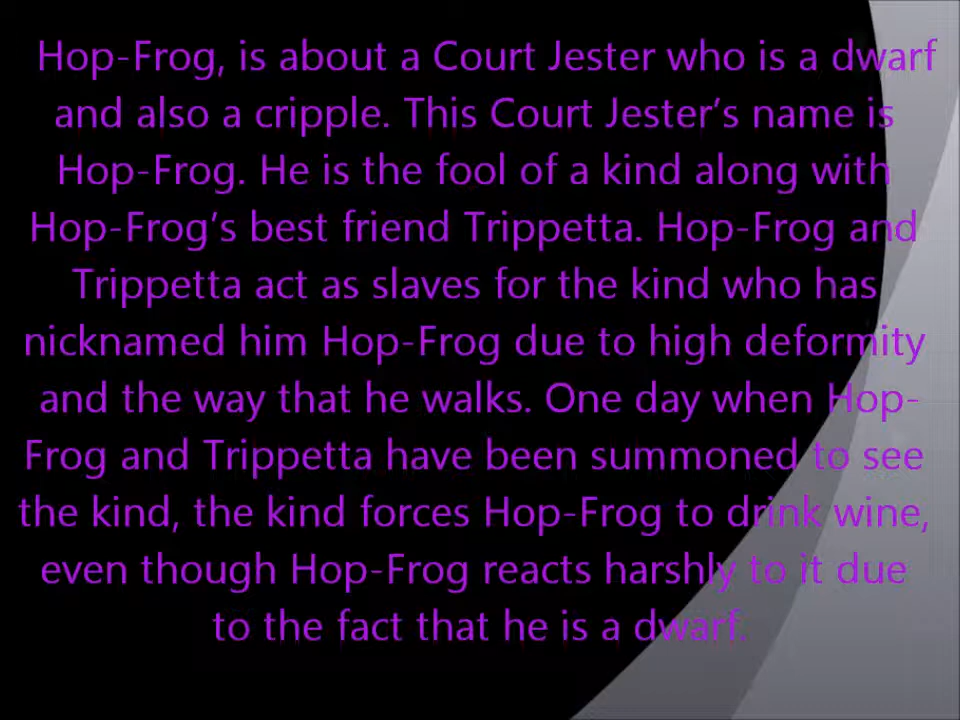 Hop-Frog, is about a Court Jester who is a dwarf
and also a cripple. This Court Jester’s name is
Hop-Frog. He is the fool of a kind along with
Hop-Frog’s best friend Trippetta. Hop-Frog and
Trippetta act as slaves for the kind who has
nicknamed him Hop-Frog due to high deformity
and the way that he walks. One day when Hop-
Frog and Trippetta have been summoned to see
the kind, the kind forces Hop-Frog to drink wine,
even though Hop-Frog reacts harshly to it due
to the fact that he is a dwarf.